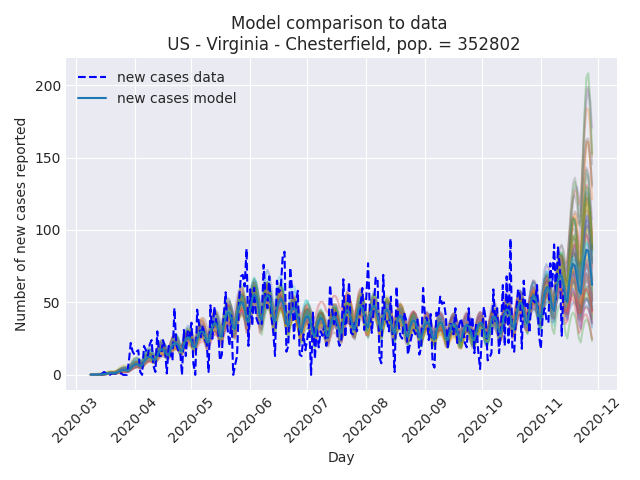 Model comparison to data
US - Virginia - Chesterfield, pop. = 352802
new cases data
new cases model
Number of new cases reported
200
150
100
50
0
2020-03
2020-04
2020-05
2020-06
2020-07
2020-08
2020-09
2020-10
2020-11
2020-12
Day